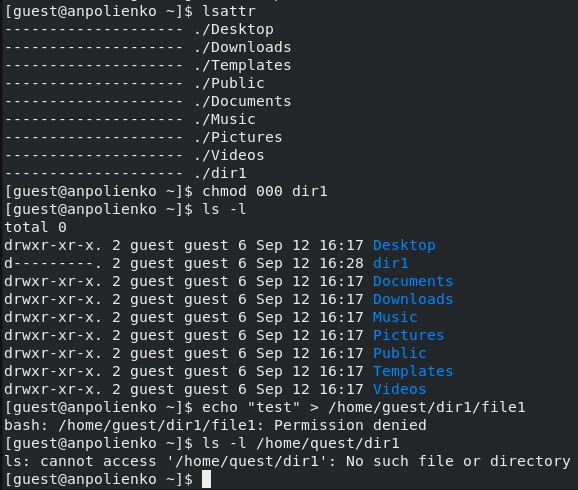 [guest@anpolienko ~]$ lsattr
-------------------- ./Desktop
-------------------- ./Downloads
-------------------- ./Templates
-------------------- ./Public
-------------------- ./Documents
-------------------- ./Music
-------------------- ./Pictures
-------------------- ./Videos
-------------------- ./dir1
[guest@anpolienko ~]$ chmod 000 dir1
[guest@anpolienko ~]$ ls -l
total 0
drwxr-xr-x. 2 guest guest 6 Sep 12 16:17 Desktop
d---------. 2 guest guest 6 Sep 12 16:28 dir1
drwxr-xr-x. 2 guest guest 6 Sep 12 16:17 Documents
drwxr-xr-x. 2 guest guest 6 Sep 12 16:17 Downloads
drwxr-xr-x. 2 guest guest 6 Sep 12 16:17 Music
drwxr-xr-x. 2 guest guest 6 Sep 12 16:17 Pictures
drwxr-xr-x. 2 guest guest 6 Sep 12 16:17 Public
drwxr-xr-x. 2 guest guest 6 Sep 12 16:17 Templates
drwxr-xr-x. 2 guest guest 6 Sep 12 16:17 Videos
[guest@anpolienko ~]$ echo "test" > /home/guest/dir1/file1
bash: /home/guest/dir1/file1: Permission denied
[guest@anpolienko ~]$ ls -l /home/quest/dir1
ls: cannot access '/home/quest/dir1': No such file or directory
[guest@anpolienko ~]$